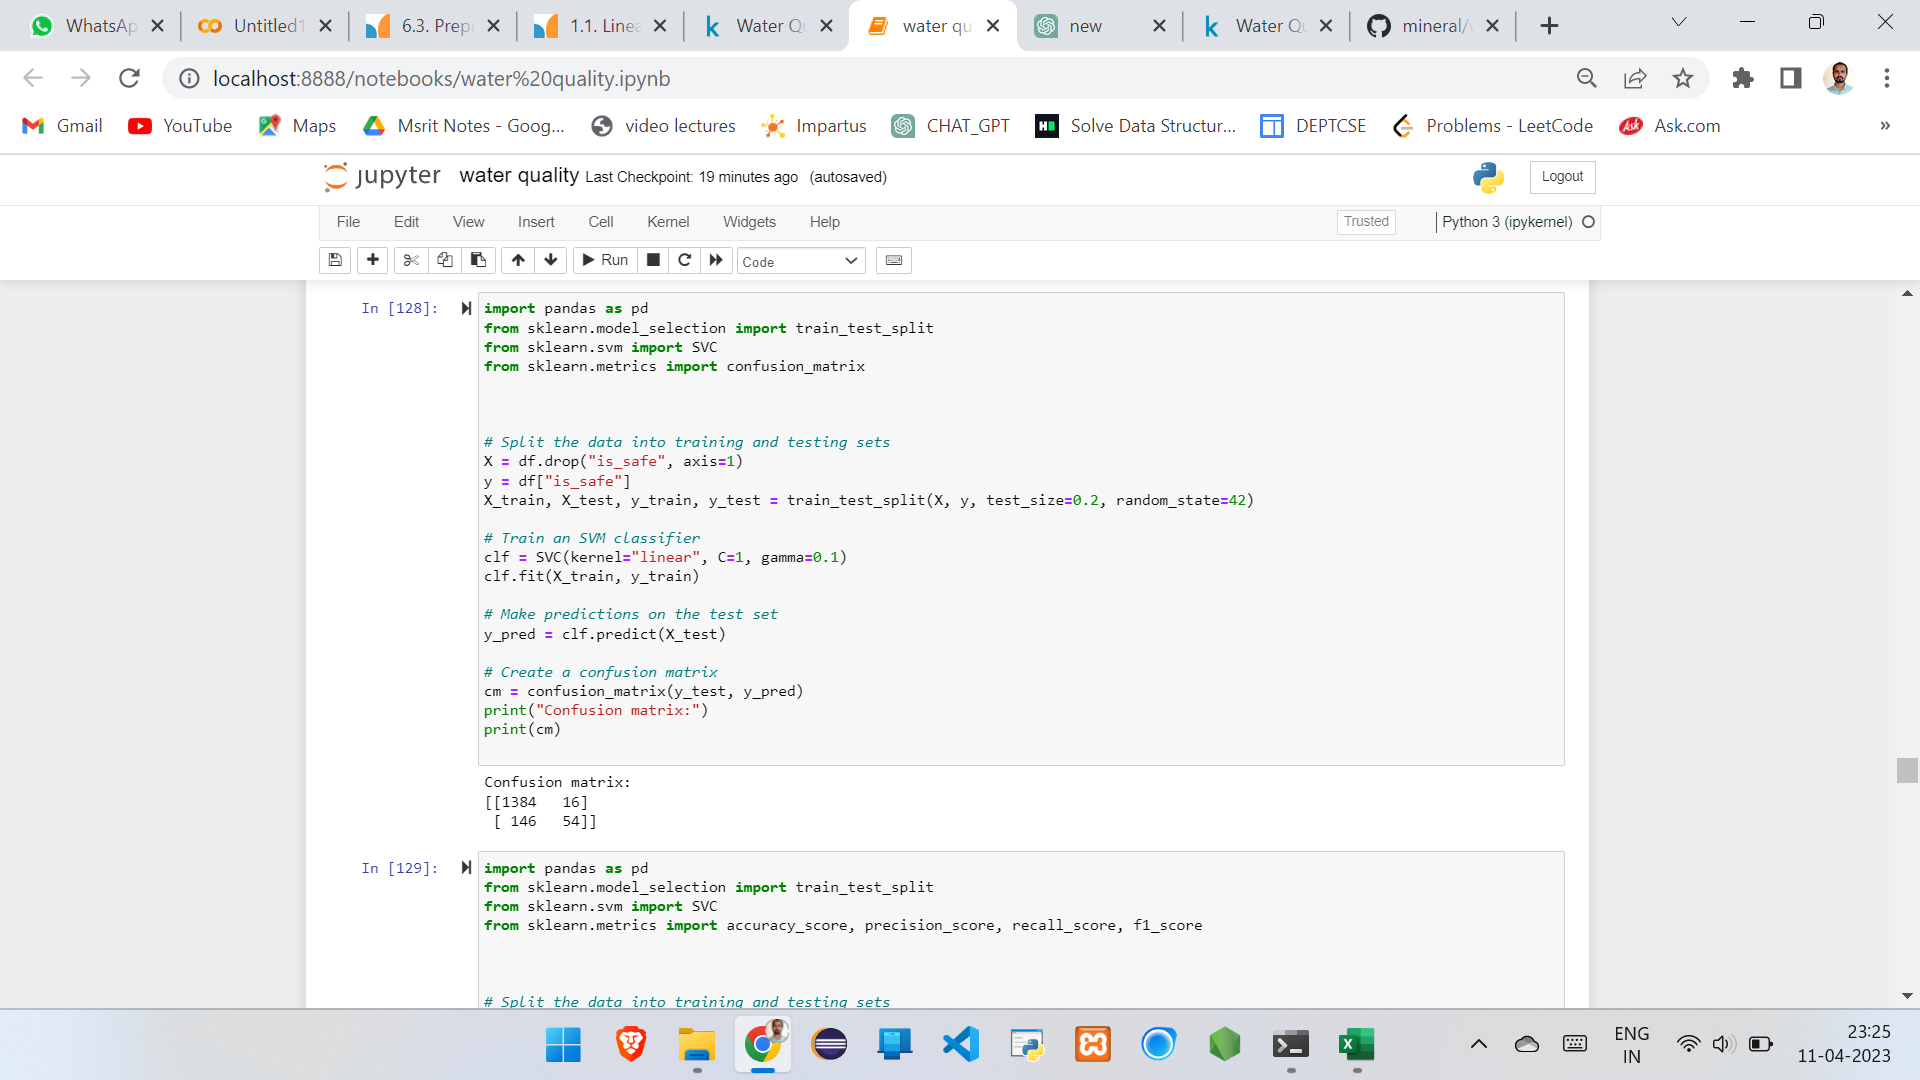 WhatsAp
Untitled1
6.3. Prepr
1.1. Linea
Water Qu
water qu
new
Water Qu
mineral/
localhost:8888/notebooks/water%20quality.ipynb
Gmail
YouTube
Maps
Msrit Notes - Goog...
video lectures
Impartus
CHAT_GPT
Solve Data Structur...
DEPTCSE
Problems - LeetCode
Ask
Ask.com
»
jupyter water quality Last Checkpoint: 19 minutes ago (autosaved)
Logout
File Edit View Insert Cell Kernel Widgets Help
Trusted
Python 3 (ipykernel)
Run
Code
In [128]:
import pandas as pd
from sklearn.model_selection import train_test_split
from sklearn.svm import SVC
from sklearn.metrics import confusion_matrix
# Split the data into training and testing sets
X = df.drop("is_safe", axis=1)
y = df["is_safe"]
X_train, X_test, y_train, y_test = train_test_split(X, y, test_size=0.2, random_state=42)
# Train an SVM classifier
clf = SVC(kernel="linear", C=1, gamma=0.1)
clf.fit(X_train, y_train)
# Make predictions on the test set
y_pred = clf.predict(X_test)
# Create a confusion matrix
cm = confusion_matrix(y_test, y_pred)
print("Confusion matrix:")
print(cm)
Confusion matrix:
[[1384   16]
 [ 146   54]]
In [129]:
import pandas as pd
from sklearn.model_selection import train_test_split
from sklearn.svm import SVC
from sklearn.metrics import accuracy_score, precision_score, recall_score, f1_score
# Split the data into training and testing sets
ENG
IN
23:25
11-04-2023